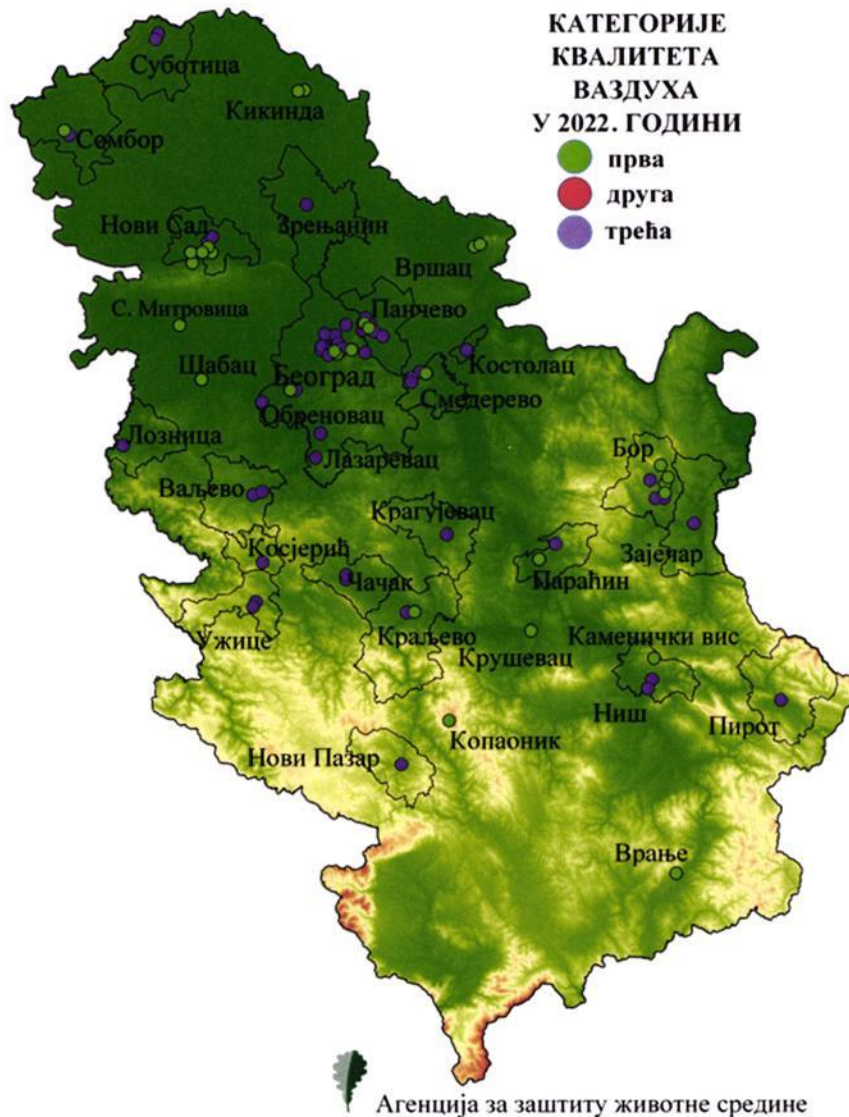 КАТЕГОРИЈЕ
КВАЛИТЕТА
ВАЗДУХА
У 2022. ГОДИНИ
прва
друга
трећа
Суботица
Кикинда
Сомбор
Нови Сад
Зрењанин
Вршац
С. Митровица
Панчево
Шабац
Београд
Костолац
Смедерево
Обреновац
Лозница
Лазаревац
Бор
Ваљево
Крагујевац
Зајечар
Косјерић
Параћин
Чачак
Ужице
Краљево
Крушевац
Каменички вис
Ниш
Пирот
Копаоник
Нови Пазар
Врање
Агенција за заштиту животне средине